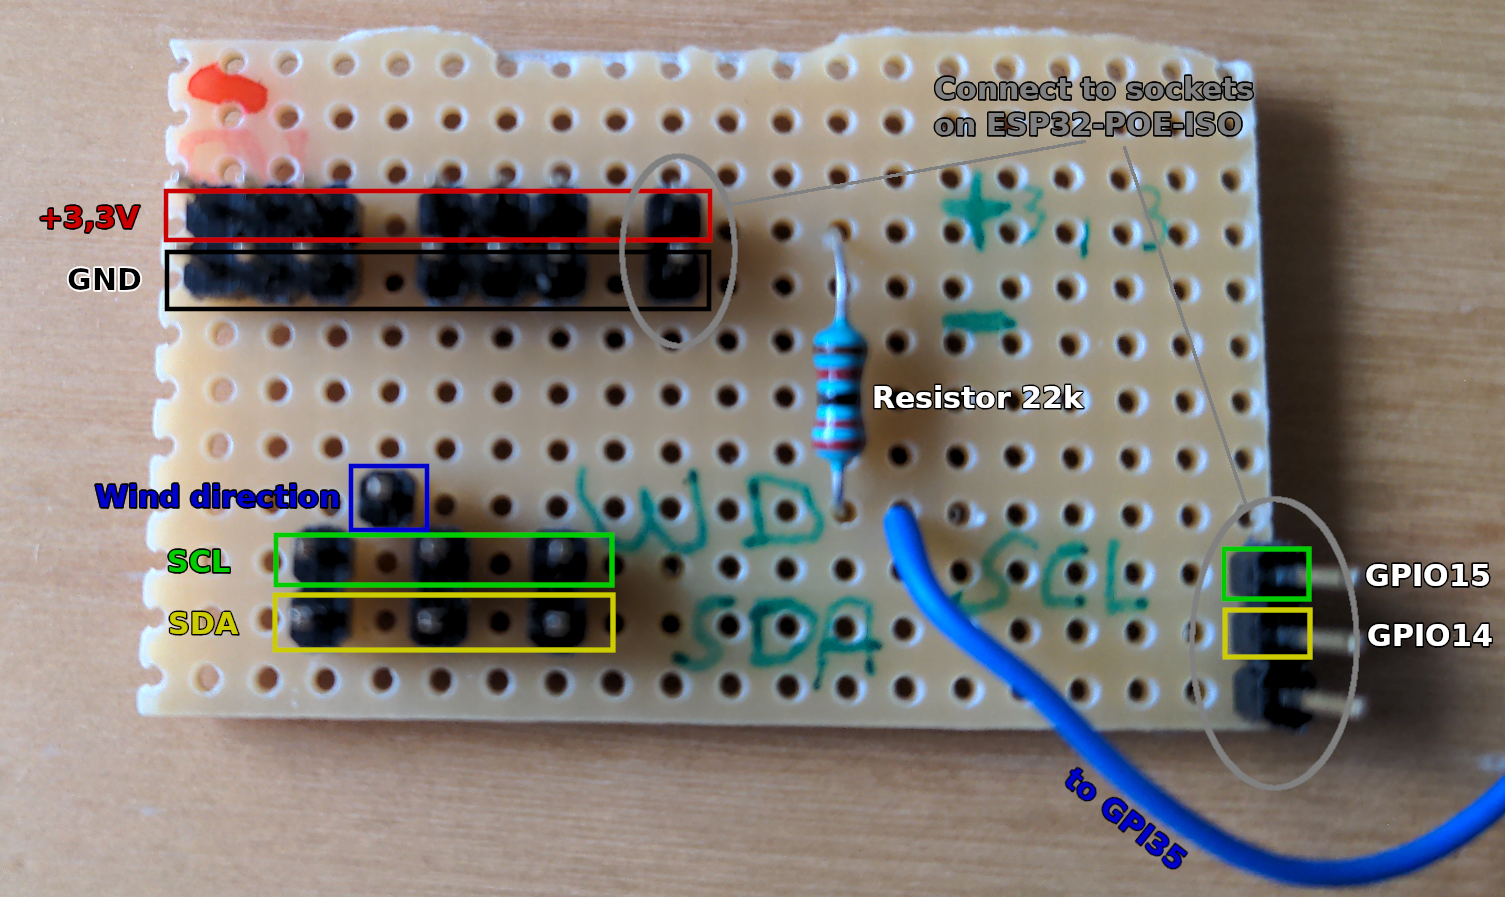 Connect to sockets
on ESP32-POE-ISO
+3,3V
+3,3
GND
−
Resistor 22k
Wind direction
WD
SCL
SCL
GPIO15
SDA
SDA
GPIO14
to GPI35